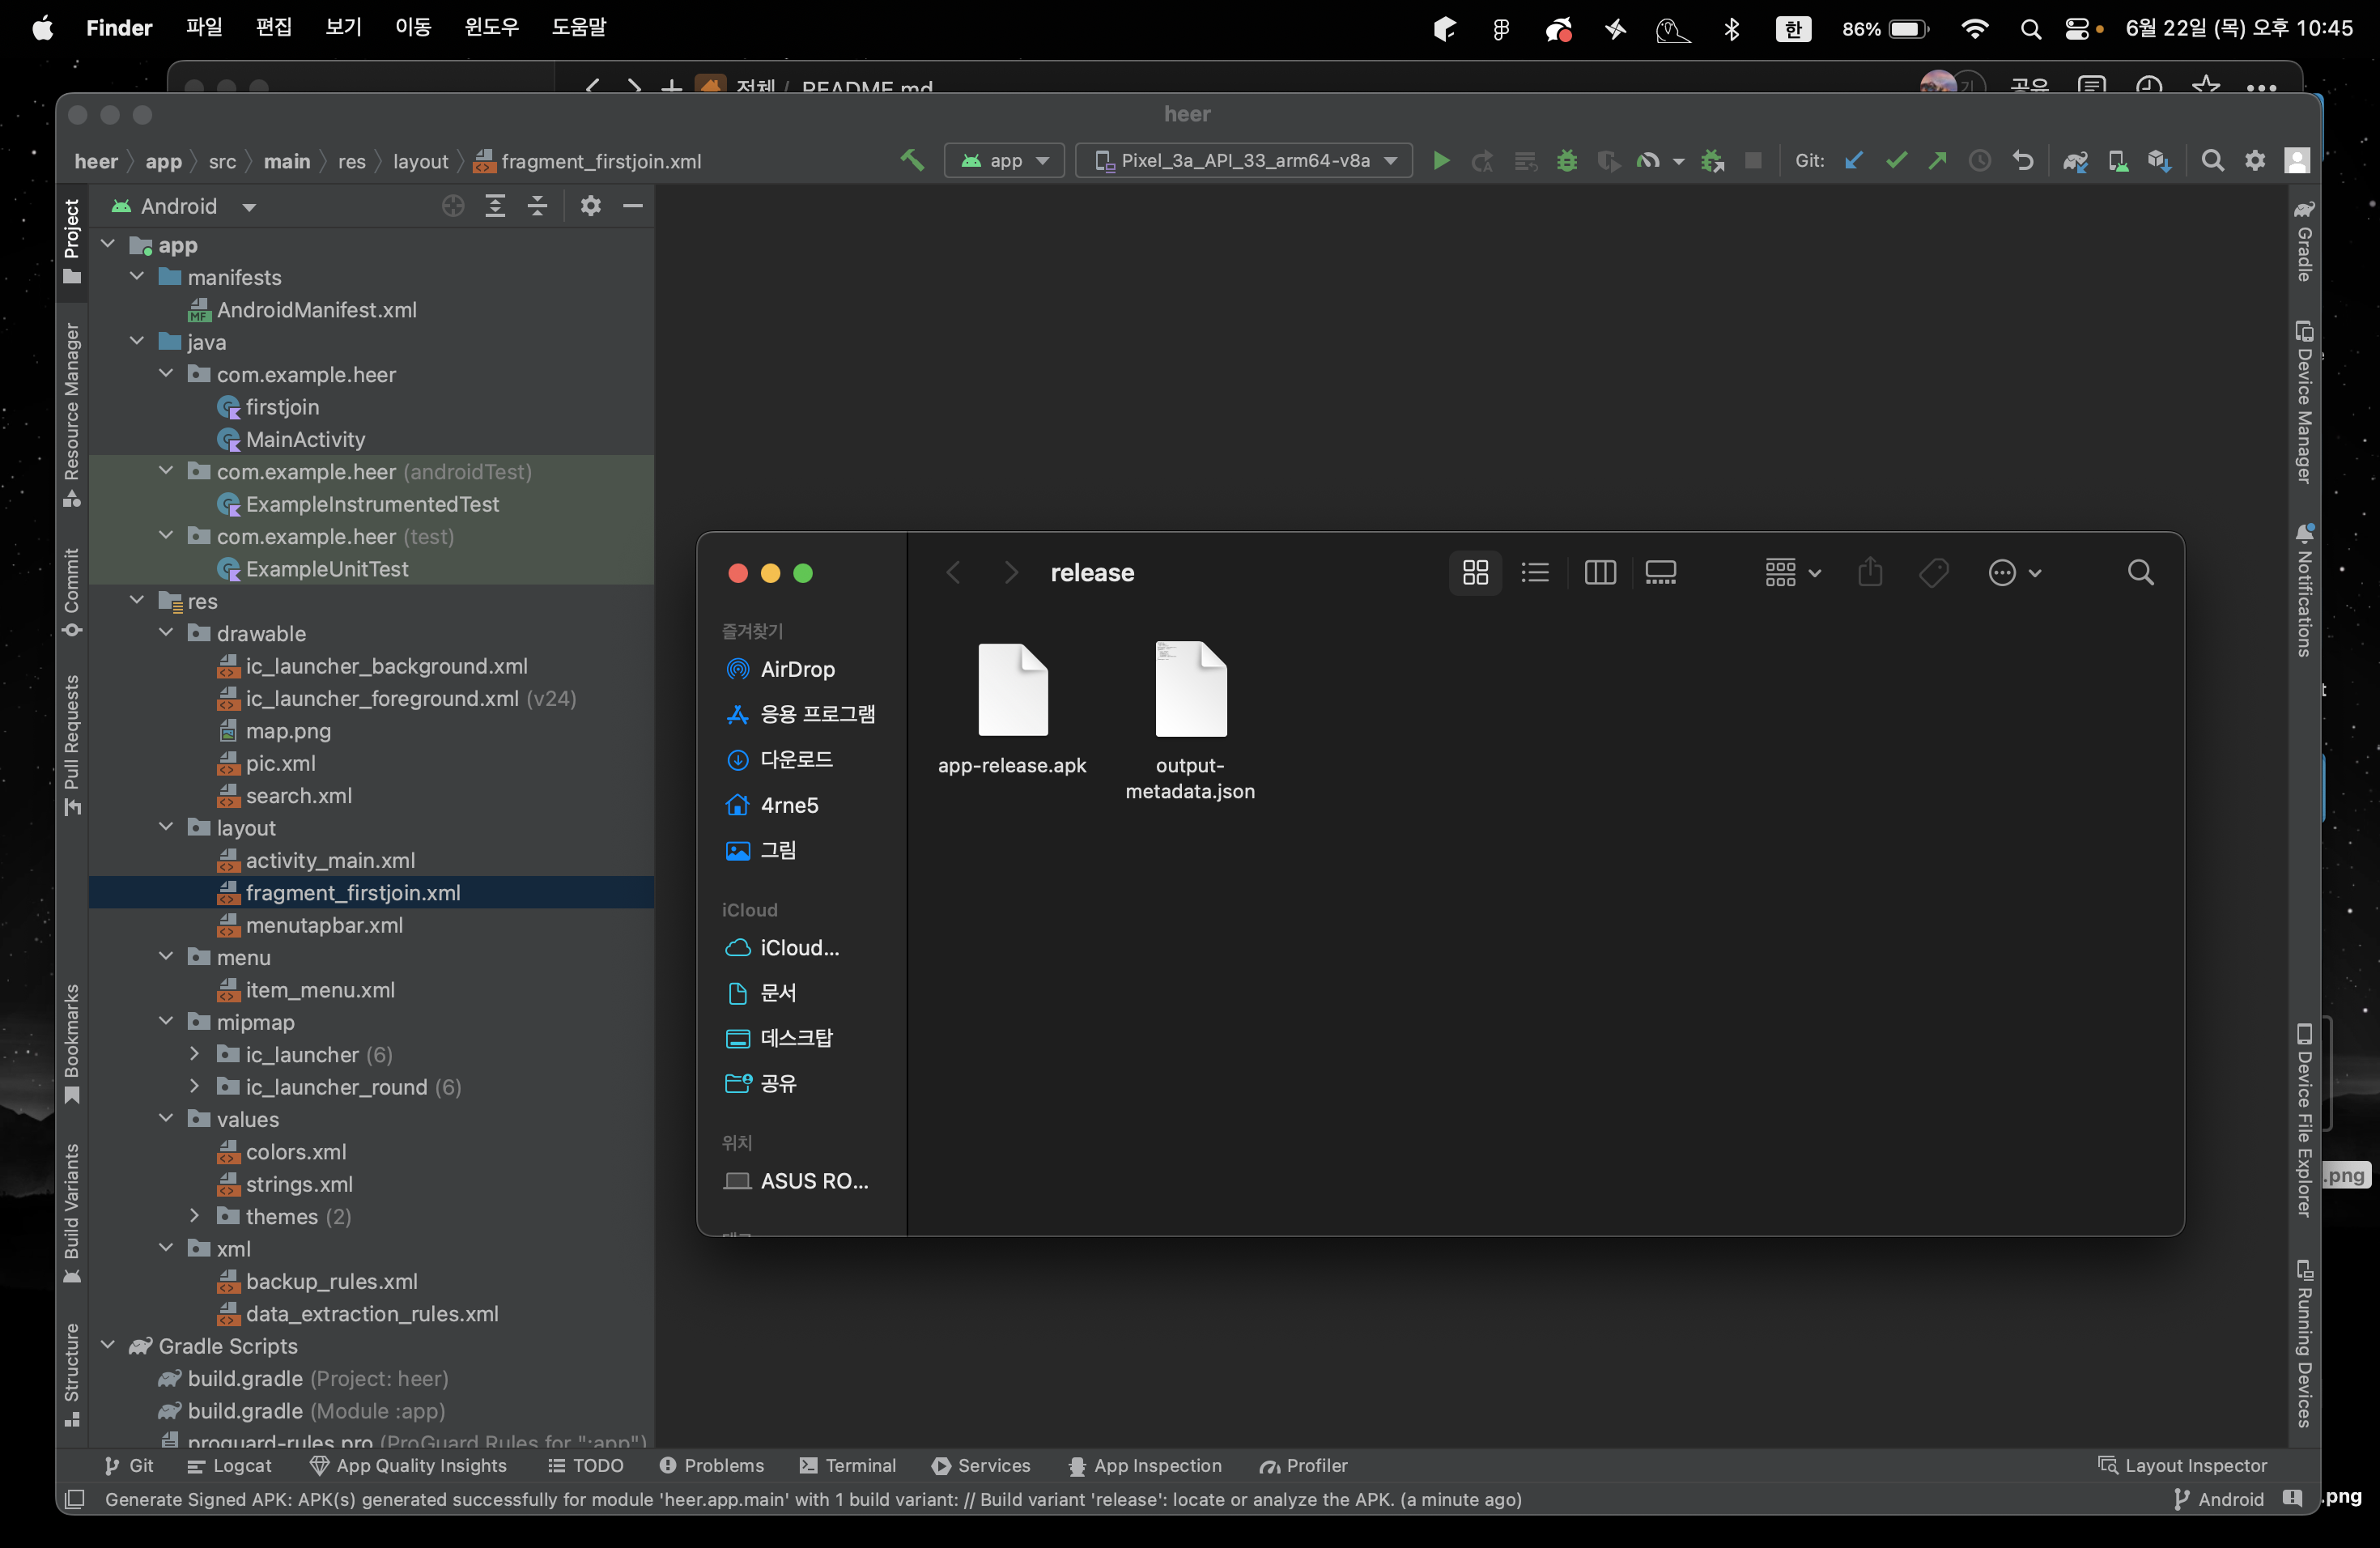 Finder 파일 편집 보기 이동 윈도우 도움말 한 86% 6월 22일 (목) 오후 10:45
전체 / README.md 공유
heer
heer app src main res layout fragment_firstjoin.xml app Pixel_3a_API_33_arm64-v8a Git:
Project
Resource Manager
Commit
Pull Requests
Bookmarks
Build Variants
Structure
Android
app
manifests
AndroidManifest.xml
java
com.example.heer
firstjoin
MainActivity
com.example.heer (androidTest)
ExampleInstrumentedTest
com.example.heer (test)
ExampleUnitTest
res
drawable
ic_launcher_background.xml
ic_launcher_foreground.xml (v24)
map.png
pic.xml
search.xml
layout
activity_main.xml
fragment_firstjoin.xml
menutapbar.xml
menu
item_menu.xml
mipmap
ic_launcher (6)
ic_launcher_round (6)
values
colors.xml
strings.xml
themes (2)
xml
backup_rules.xml
data_extraction_rules.xml
Gradle Scripts
build.gradle (Project: heer)
build.gradle (Module :app)
proguard-rules.pro (ProGuard Rules for ":app")
release
즐겨찾기
AirDrop
응용 프로그램
다운로드
4rne5
그림
iCloud
iCloud...
문서
데스크탑
공유
위치
ASUS RO...
app-release.apk
output-
metadata.json
Gradle
Device Manager
Notifications
Device File Explorer
Running Devices
.png
Git Logcat App Quality Insights TODO Problems Terminal Services App Inspection Profiler Layout Inspector
Generate Signed APK: APK(s) generated successfully for module 'heer.app.main' with 1 build variant: // Build variant 'release': locate or analyze the APK. (a minute ago) Android
.png